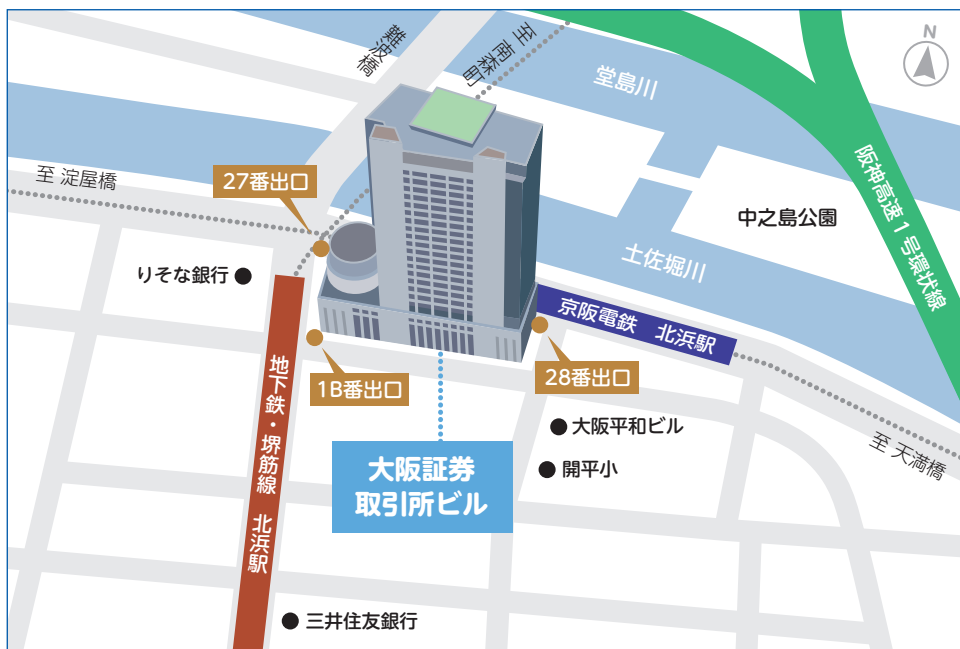 N
難波橋
至 南森町
堂島川
阪神高速1号環状線
至 淀屋橋
27番出口
中之島公園
土佐堀川
りそな銀行
京阪電鉄 北浜駅
地下鉄・堺筋線 北浜駅
1B番出口
28番出口
大阪平和ビル
至 天満橋
大阪証券
取引所ビル
開平小
三井住友銀行